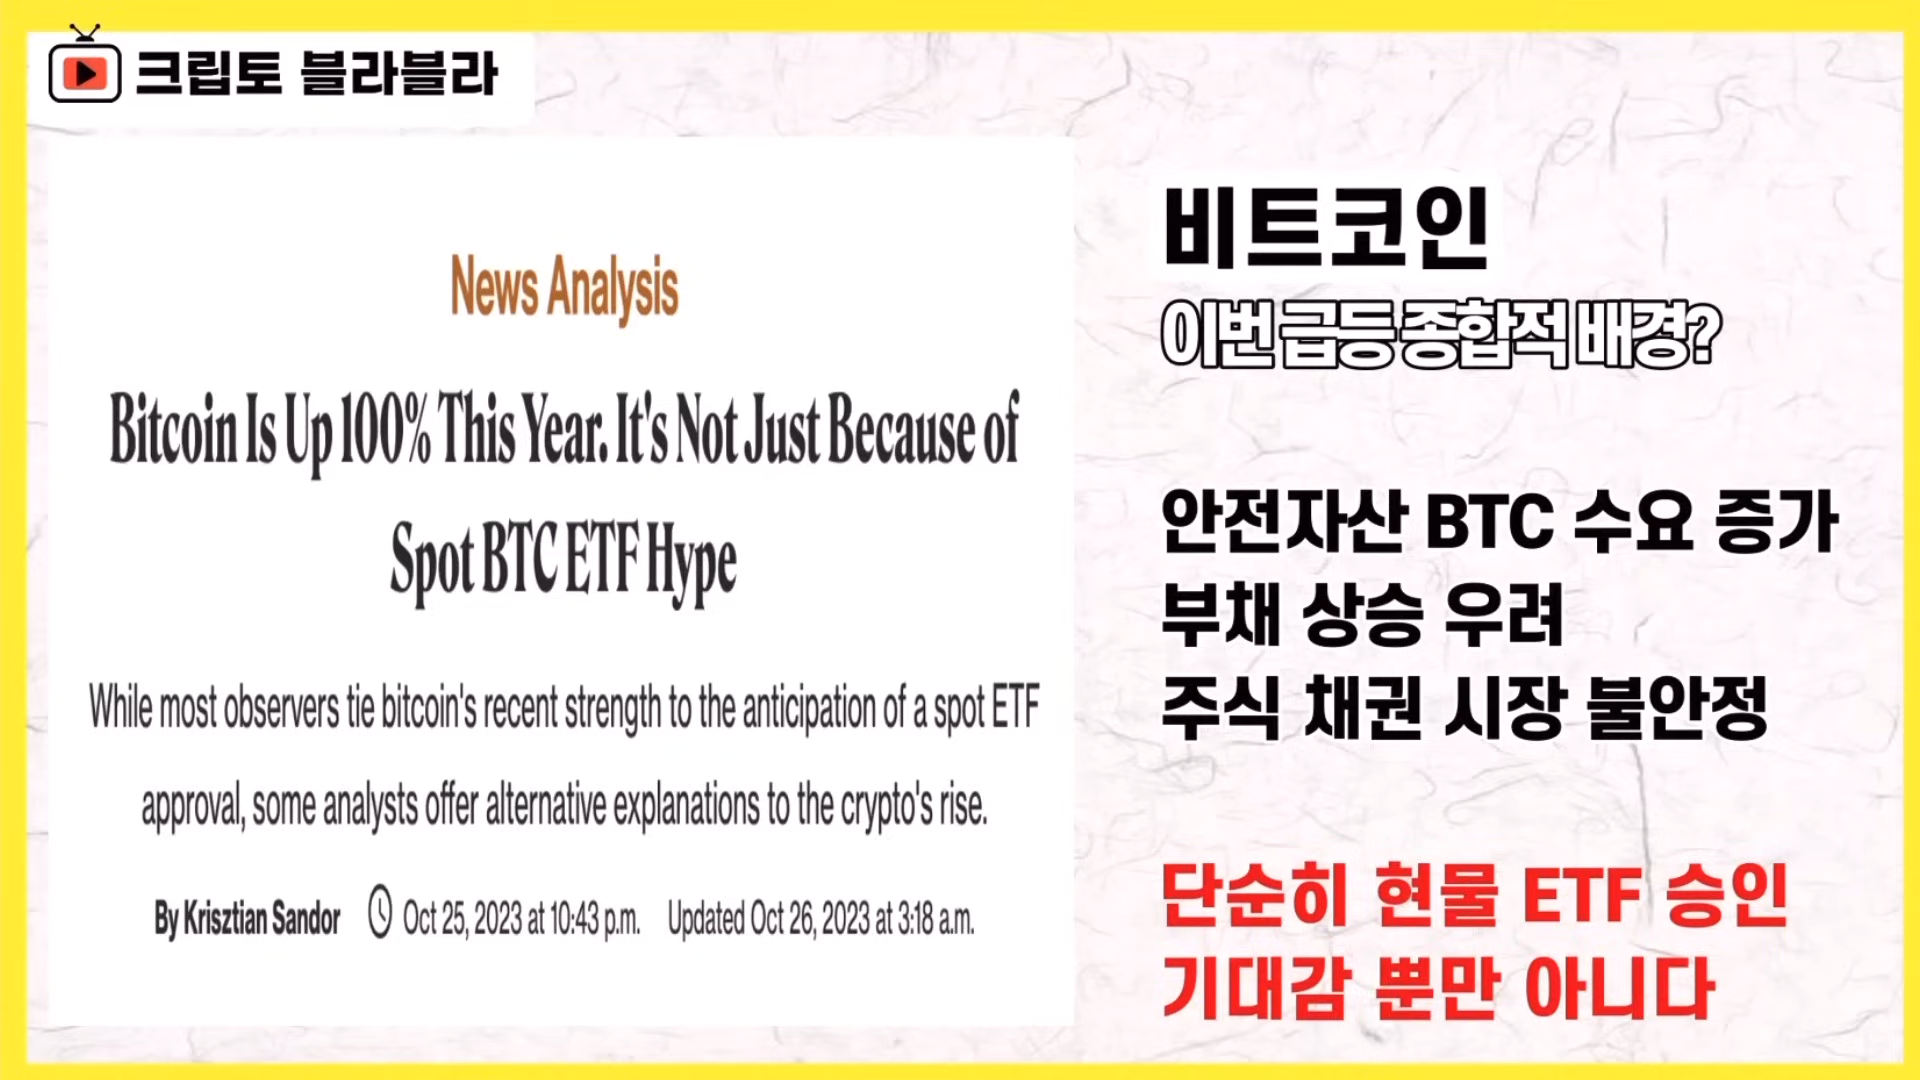 크립토 블라블라
News Analysis
Bitcoin Is Up 100% This Year. It's Not Just Because of
Spot BTC ETF Hype
While most observers tie bitcoin's recent strength to the anticipation of a spot ETF
approval, some analysts offer alternative explanations to the crypto's rise.
By Krisztian Sandor Oct 25, 2023 at 10:43 p.m. Updated Oct 26, 2023 at 3:18 a.m.
비트코인
이번 급등 종합적 배경?
안전자산 BTC 수요 증가
부채 상승 우려
주식 채권 시장 불안정
단순히 현물 ETF 승인
기대감 뿐만 아니다